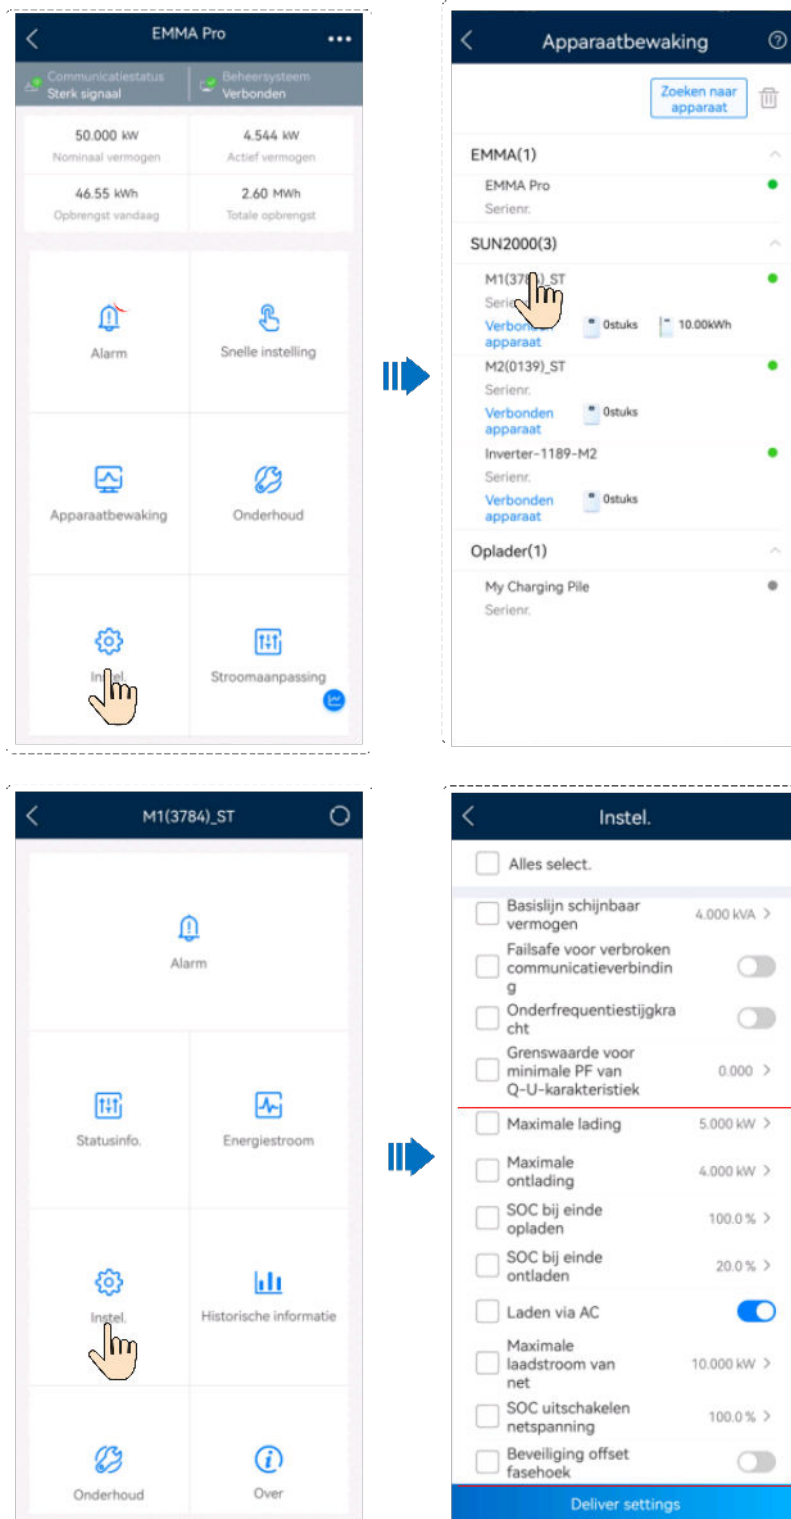 EMMA Pro
Communicatiestatus
Sterk signaal
Beheersysteem
Verbonden
50.000 kW
Nominaal vermogen
4.544 kW
Actief vermogen
46.55 kWh
Opbrengst vandaag
2.60 MWh
Totale opbrengst
Alarm
Snelle instelling
Apparaatbewaking
Onderhoud
Stroomaanpassing
Apparaatbewaking
Zoeken naar
apparaat
EMMA(1)
EMMA Pro
Serienr.
SUN2000(3)
apparaat
0stuks
10.00kWh
M2(0139)_ST
Serienr.
Verbonden
apparaat
0stuks
Inverter-1189-M2
Serienr.
Verbonden
apparaat
0stuks
Oplader(1)
My Charging Pile
Serienr.
M1(3784)_ST
Alarm
Statusinfo.
Energiestroom
Instel.
Historische informatie
Onderhoud
Over
Instel.
Alles select.
Basislijn schijnbaar
vermogen
4.000 kVA
Failsafe voor verbroken
communicatieverbindin
g
Onderfrequentiestijgkra
cht
Grenswaarde voor
minimale PF van
Q-U-karakteristiek
0.000
Maximale lading
5.000 kW
Maximale
ontlading
4.000 kW
SOC bij einde
opladen
100.0 %
SOC bij einde
ontladen
20.0 %
Laden via AC
Maximale
laadstroom van
net
10.000 kW
SOC uitschakelen
netspanning
100.0 %
Beveiliging offset
fasehoek
Deliver settings